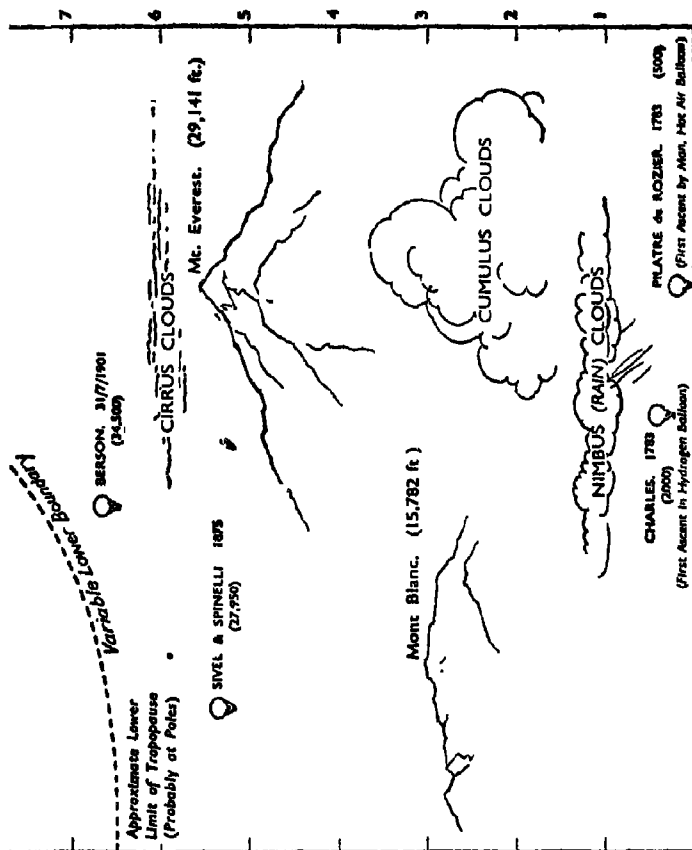 7
Variable Lower Boundary
BERSON. 31/7/1901
(34,500)
Approximate Lower
Limit of Tropopause
(Probably at Poles)
6
CIRRUS CLOUDS
Mt. Everest. (29,141 ft.)
SIVEL & SPINELLI 1875
(27,950)
5
4
Mont Blanc. (15,782 ft)
3
CUMULUS CLOUDS
2
NIMBUS (RAIN) CLOUDS
1
CHARLES. 1783
(2000)
(First Ascent in Hydrogen Balloon)
PILATRE de ROZIER. 1783 (500)
(First Ascent by Man, Hot Air Balloon)